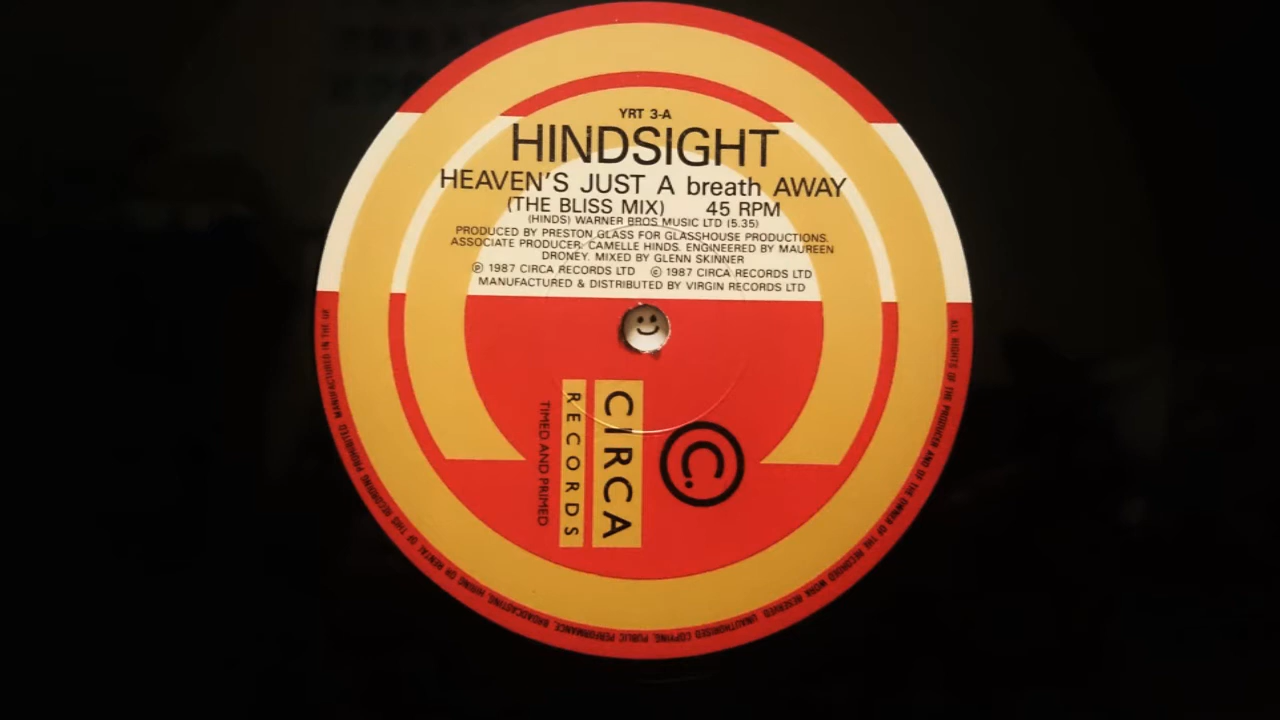 YRT 3-A
HINDSIGHT
HEAVEN'S JUST A breath AWAY
(THE BLISS MIX) 45 RPM
(HINDS) WARNER BROS MUSIC LTD (5.35)
PRODUCED BY PRESTON GLASS FOR GLASSHOUSE PRODUCTIONS.
ASSOCIATE PRODUCER, CAMELLE HINDS. ENGINEERED BY MAUREEN
DRONEY. MIXED BY GLENN SKINNER
℗ 1987 CIRCA RECORDS LTD © 1987 CIRCA RECORDS LTD
MANUFACTURED & DISTRIBUTED BY VIRGIN RECORDS LTD
C.
CIRCA
RECORDS
TIMED AND PRIMED
ALL RIGHTS OF THE PRODUCER AND OF THE OWNER OF THE RECORDED WORK RESERVED. UNAUTHORISED COPYING, PUBLIC PERFORMANCE, BROADCASTING, HIRING OR RENTAL OF THIS RECORDING PROHIBITED. MANUFACTURED IN THE UK